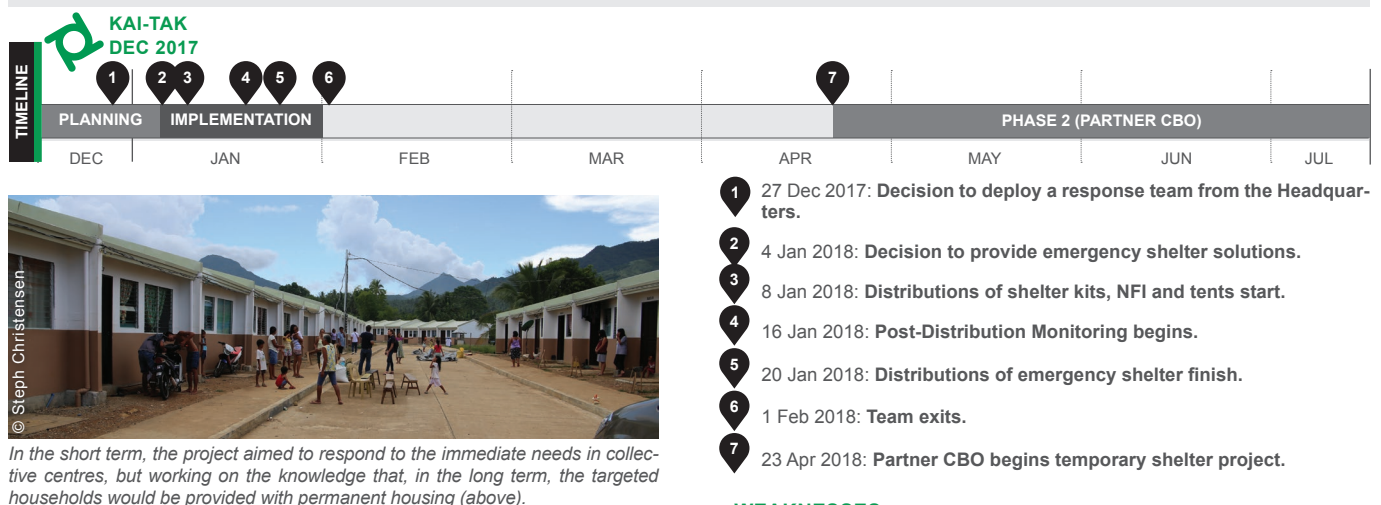 KAI-TAK
DEC 2017
TIMELINE
1 2 3 4 5 6 7
PLANNING IMPLEMENTATION PHASE 2 (PARTNER CBO)
DEC JAN FEB MAR APR MAY JUN JUL
© Steph Christensen
In the short term, the project aimed to respond to the immediate needs in collec-
tive centres, but working on the knowledge that, in the long term, the targeted
households would be provided with permanent housing (above).
1 27 Dec 2017: Decision to deploy a response team from the Headquar-
ters.
2 4 Jan 2018: Decision to provide emergency shelter solutions.
3 8 Jan 2018: Distributions of shelter kits, NFI and tents start.
4 16 Jan 2018: Post-Distribution Monitoring begins.
5 20 Jan 2018: Distributions of emergency shelter finish.
6 1 Feb 2018: Team exits.
7 23 Apr 2018: Partner CBO begins temporary shelter project.